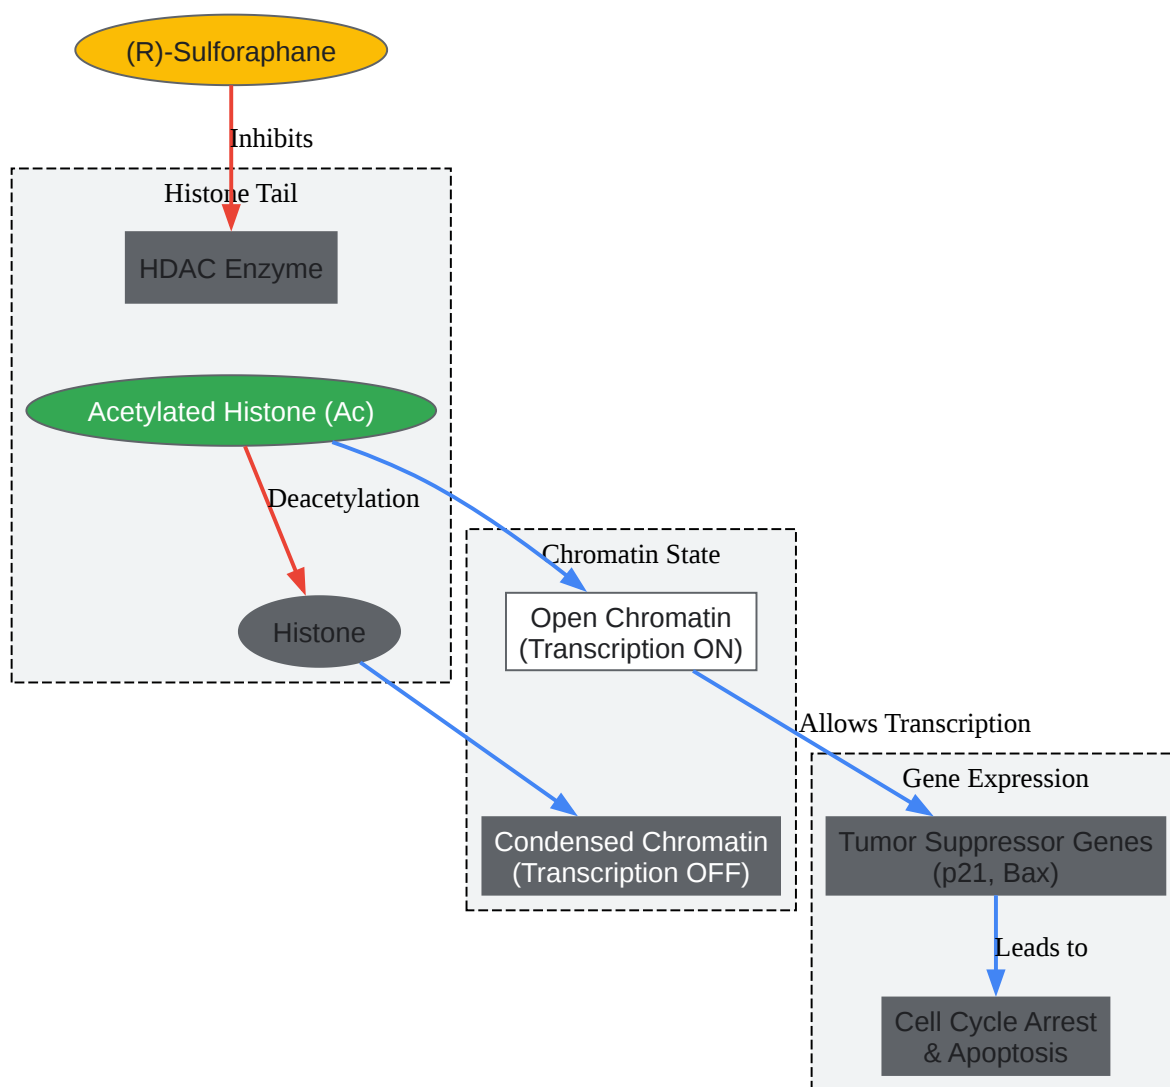 (R)-Sulforaphane
Inhibits
Histone Tail
HDAC Enzyme
Acetylated Histone (Ac)
Deacetylation
Chromatin State
Open Chromatin
(Transcription ON)
Histone
Allows Transcription
Gene Expression
Condensed Chromatin
(Transcription OFF)
Tumor Suppressor Genes
(p21, Bax)
Leads to
Cell Cycle Arrest
& Apoptosis